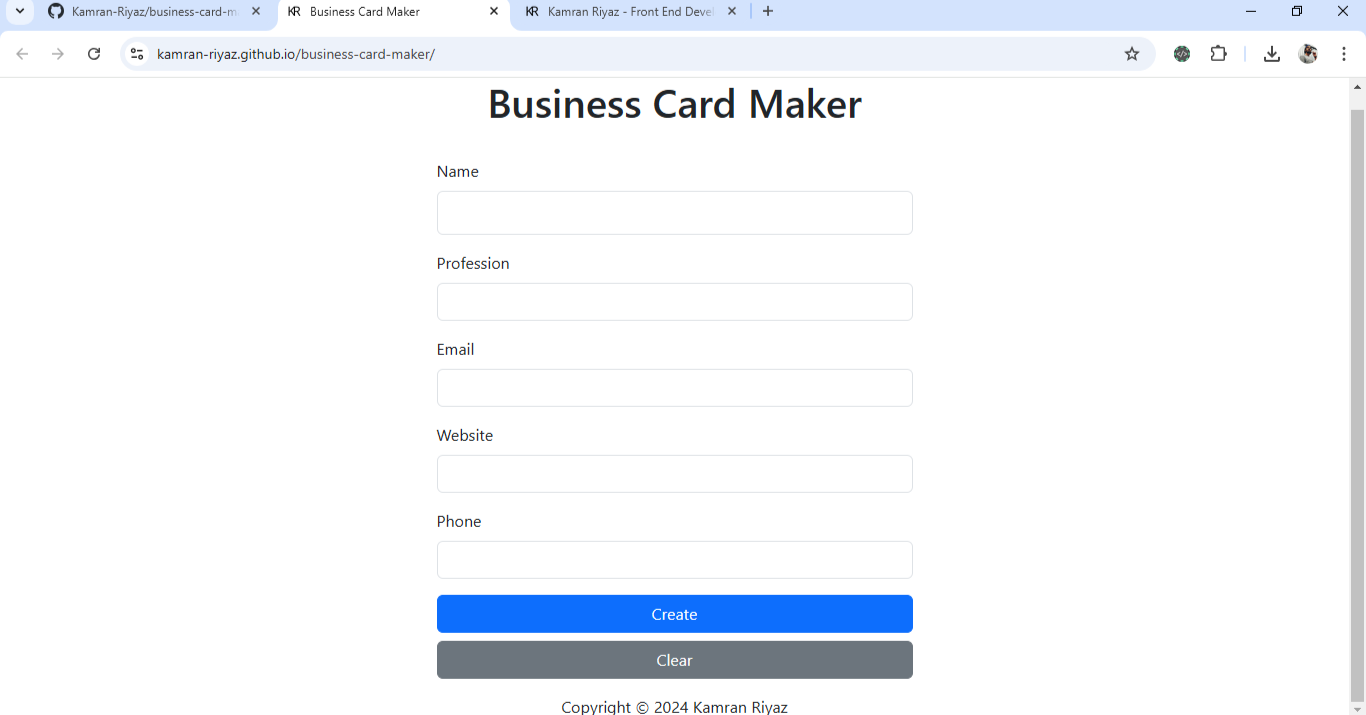 Kamran-Riyaz/business-card-m
KR Business Card Maker
KR Kamran Riyaz - Front End Deve
kamran-riyaz.github.io/business-card-maker/
Business Card Maker
Name
Profession
Email
Website
Phone
Create
Clear
Copyright © 2024 Kamran Riyaz